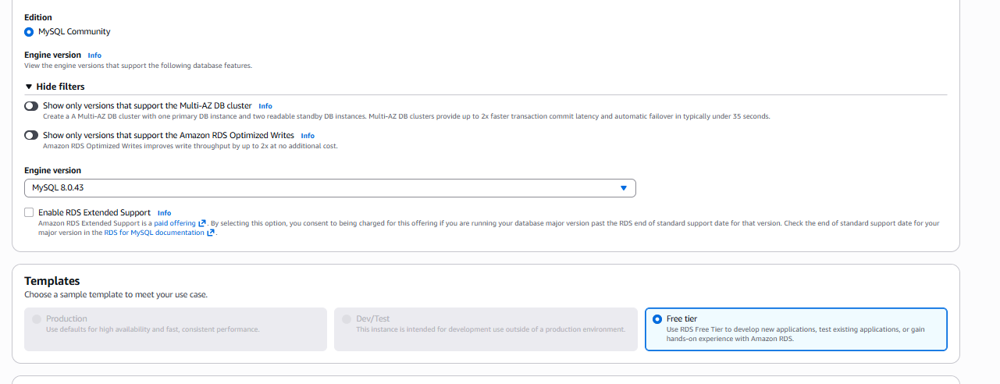 Edition
MySQL Community
Engine version Info
View the engine versions that support the following database features.
Hide filters
Show only versions that support the Multi-AZ DB cluster Info
Create a A Multi-AZ DB cluster with one primary DB instance and two readable standby DB instances. Multi-AZ DB clusters provide up to 2x faster transaction commit latency and automatic failover in typically under 35 seconds.
Show only versions that support the Amazon RDS Optimized Writes Info
Amazon RDS Optimized Writes improves write throughput by up to 2x at no additional cost.
Engine version
MySQL 8.0.43
Enable RDS Extended Support Info
Amazon RDS Extended Support is a paid offering. By selecting this option, you consent to being charged for this offering if you are running your database major version past the RDS end of standard support date for that version. Check the end of standard support date for your
major version in the RDS for MySQL documentation.
Templates
Choose a sample template to meet your use case.
Production
Use defaults for high availability and fast, consistent performance.
Dev/Test
This instance is intended for development use outside of a production environment.
Free tier
Use RDS Free Tier to develop new applications, test existing applications, or gain
hands-on experience with Amazon RDS.